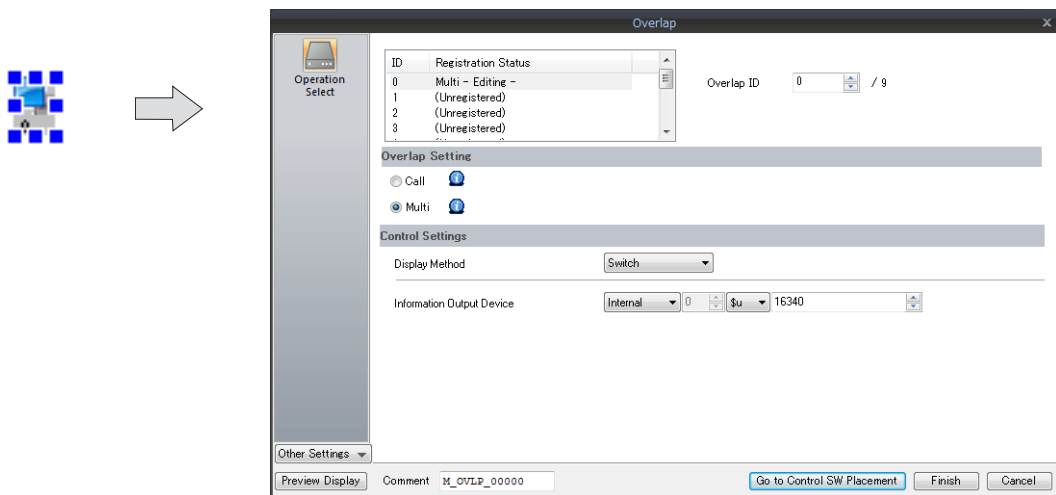 Overlap
Operation
Select
ID Registration Status
0 Multi - Editing -
1 (Unregistered)
2 (Unregistered)
3 (Unregistered)
Overlap ID 0 / 9
Overlap Setting
Call
Multi
Control Settings
Display Method Switch
Information Output Device Internal 0 $u 16340
Other Settings
Preview Display Comment M_OVLP_00000 Go to Control SW Placement Finish Cancel